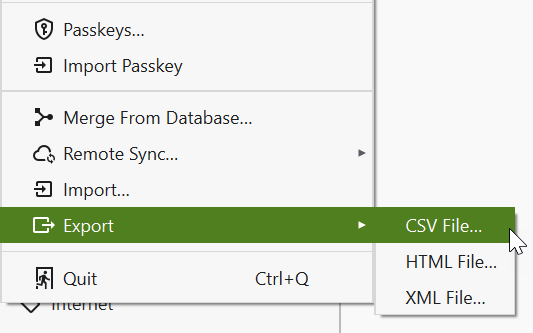 Passkeys...
Import Passkey
Merge From Database...
Remote Sync...
Import...
Export
CSV File...
HTML File...
Quit Ctrl+Q
XML File...
Internet